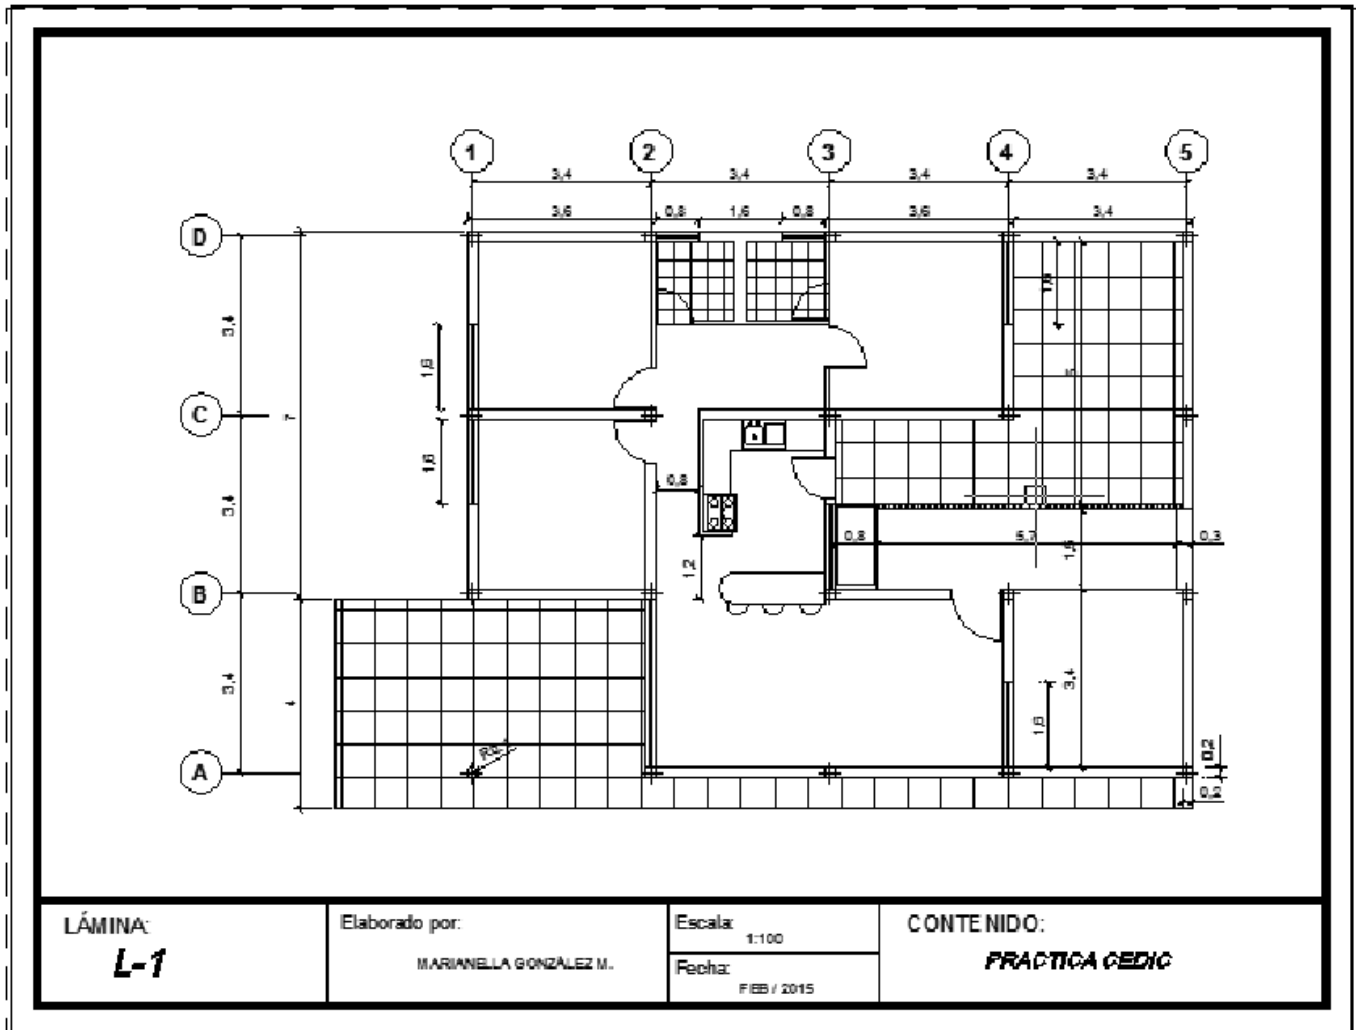 1 2 3 4 5
3,4 3,4 3,4 3,4
3,6 0,8 1,6 0,8 3,6 3,4
D
3,4
1,6
1,6
5
7
C
1,6
3,4
0,8
0,8 5,7 0,3
1,6
1,2
B
3,4
3,4
1,6
4
0,2
A
0,2
LÁMINA:
L-1
Elaborado por:
MARIANELLA GONZÁLEZ M.
Escala:
1:100
Fecha:
FEB / 2015
CONTENIDO:
PRACTICA CEDIC